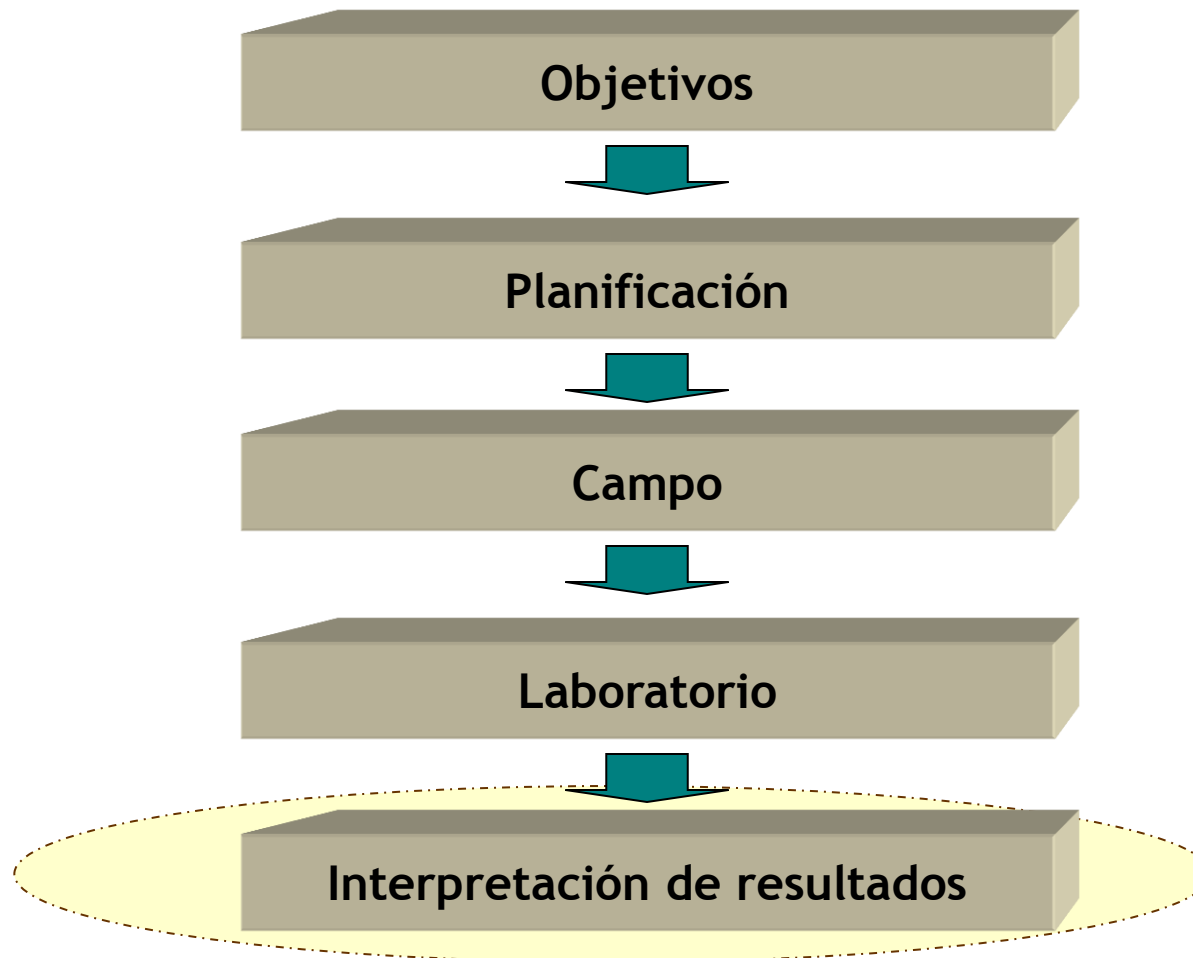 Objetivos
Planificación
Campo
Laboratorio
Interpretación de resultados